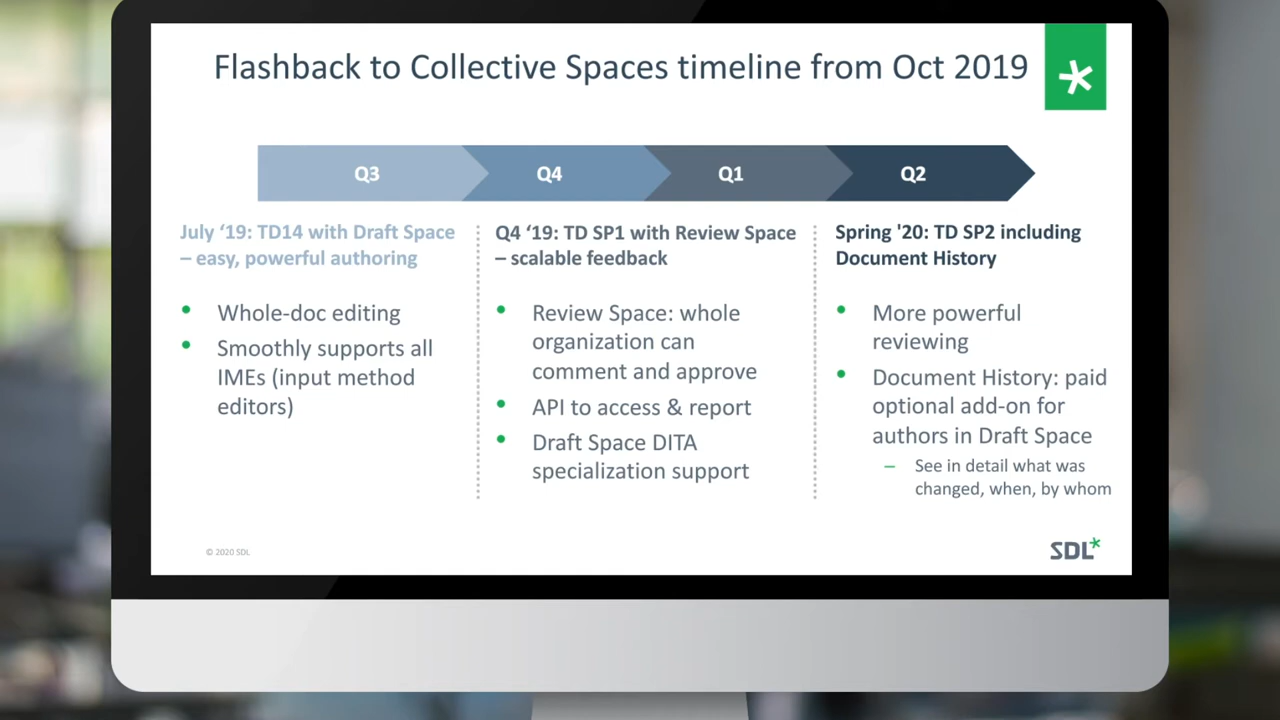 Flashback to Collective Spaces timeline from Oct 2019
Q3
Q4
Q1
Q2
July ‘19: TD14 with Draft Space
– easy, powerful authoring
• Whole-doc editing
• Smoothly supports all
IMEs (input method
editors)
Q4 ‘19: TD SP1 with Review Space
– scalable feedback
• Review Space: whole
organization can
comment and approve
• API to access & report
• Draft Space DITA
specialization support
Spring '20: TD SP2 including
Document History
• More powerful
reviewing
• Document History: paid
optional add-on for
authors in Draft Space
– See in detail what was
changed, when, by whom
© 2020 SDL
SDL*